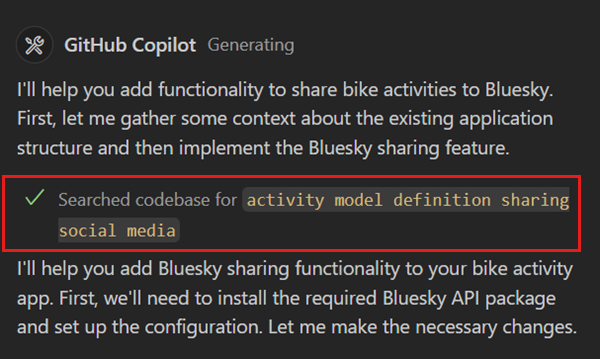 GitHub Copilot Generating
I'll help you add functionality to share bike activities to Bluesky.
First, let me gather some context about the existing application
structure and then implement the Bluesky sharing feature.
Searched codebase for activity model definition sharing
social media
I'll help you add Bluesky sharing functionality to your bike activity
app. First, we'll need to install the required Bluesky API package
and set up the configuration. Let me make the necessary changes.